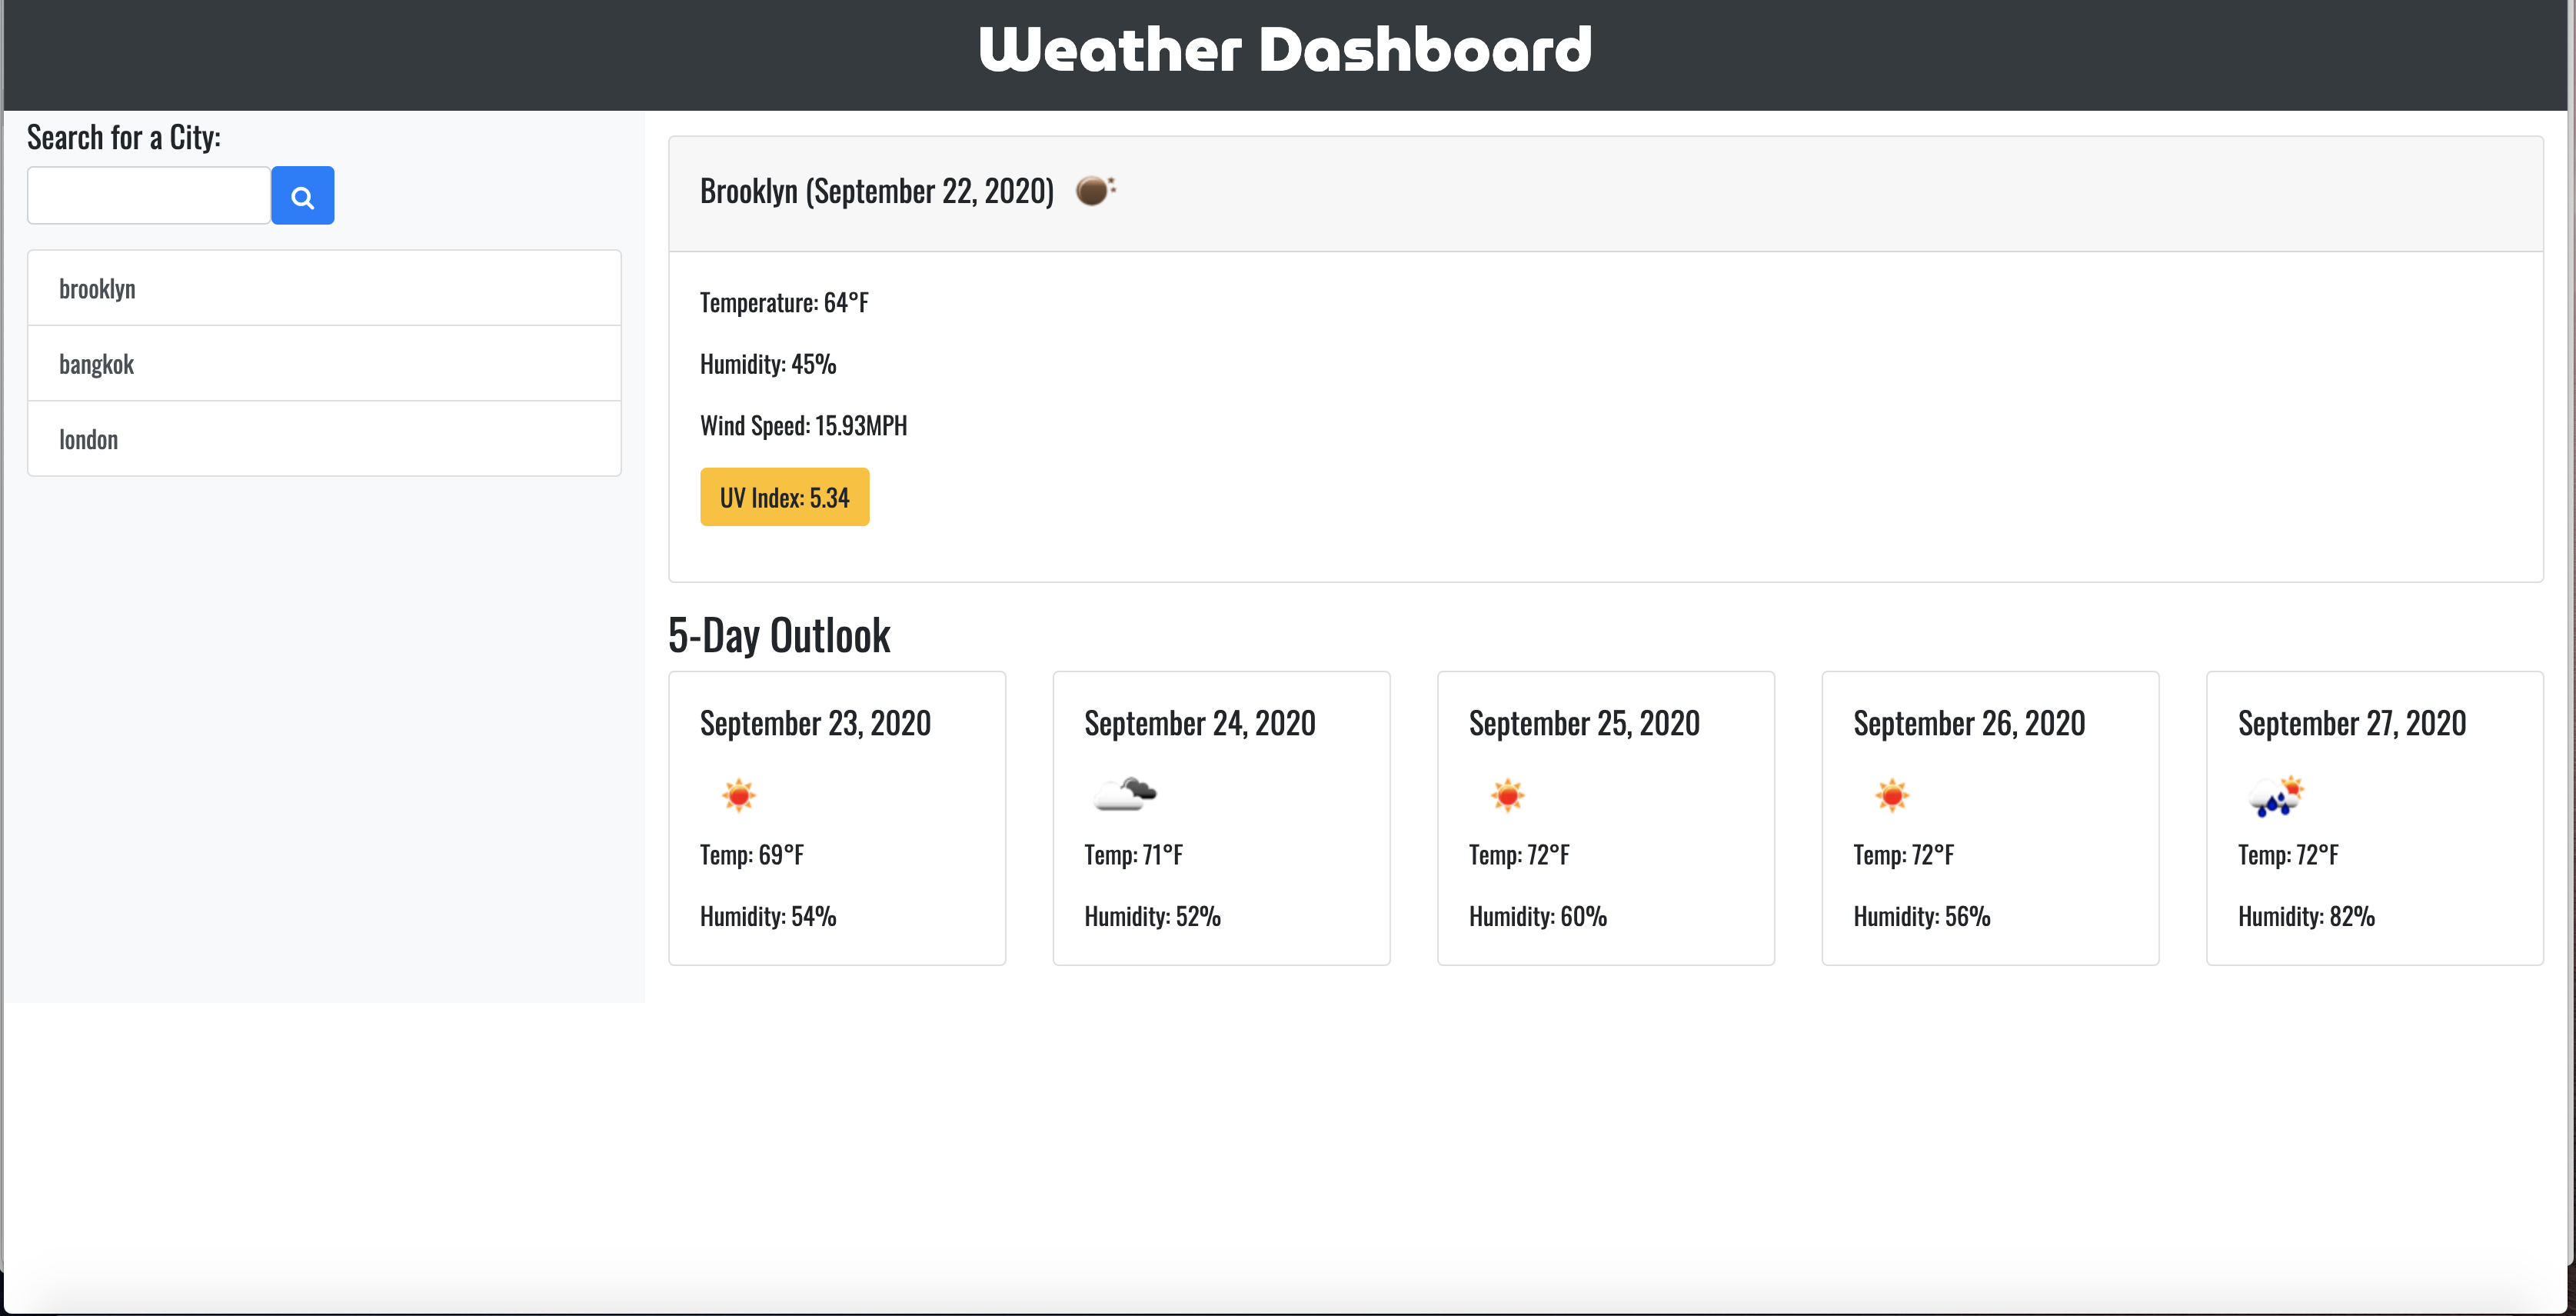 Weather Dashboard
Search for a City:
brooklyn
bangkok
london
Brooklyn (September 22, 2020)
Temperature: 64°F
Humidity: 45%
Wind Speed: 15.93MPH
UV Index: 5.34
5-Day Outlook
September 23, 2020
Temp: 69°F
Humidity: 54%
September 24, 2020
Temp: 71°F
Humidity: 52%
September 25, 2020
Temp: 72°F
Humidity: 60%
September 26, 2020
Temp: 72°F
Humidity: 56%
September 27, 2020
Temp: 72°F
Humidity: 82%